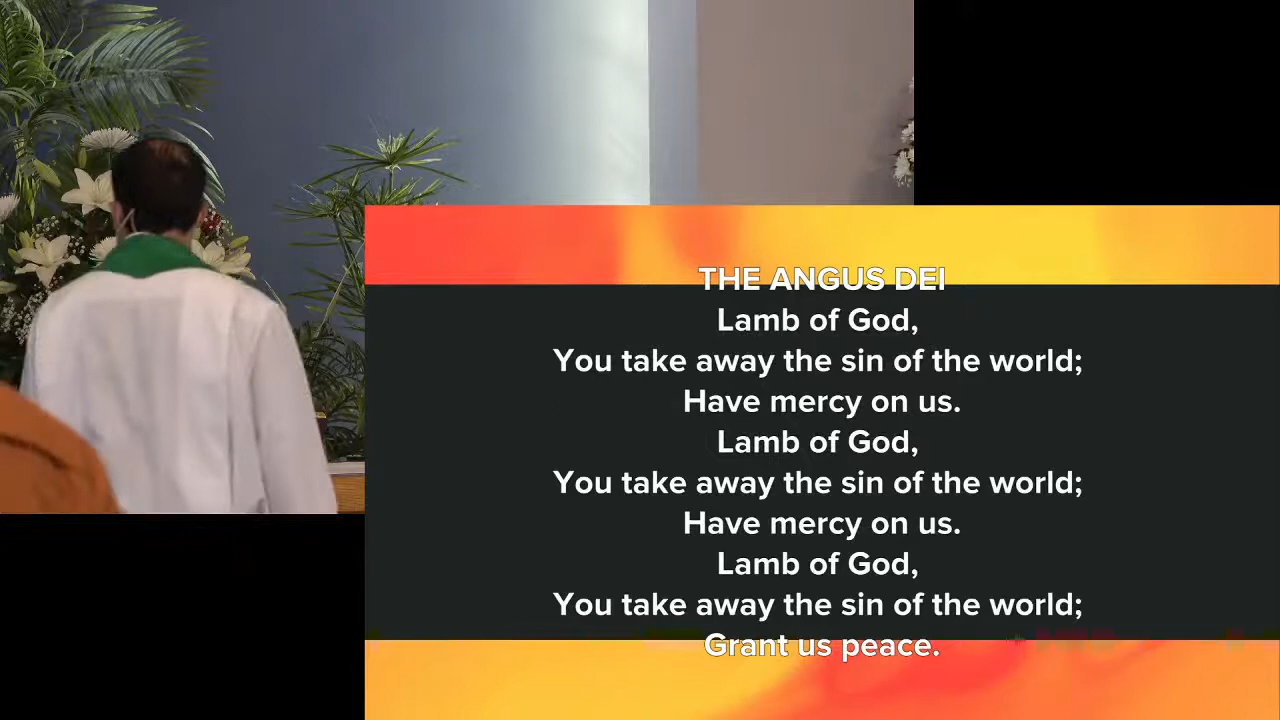 THE ANGUS DEI
Lamb of God,
You take away the sin of the world;
Have mercy on us.
Lamb of God,
You take away the sin of the world;
Have mercy on us.
Lamb of God,
You take away the sin of the world;
Grant us peace.